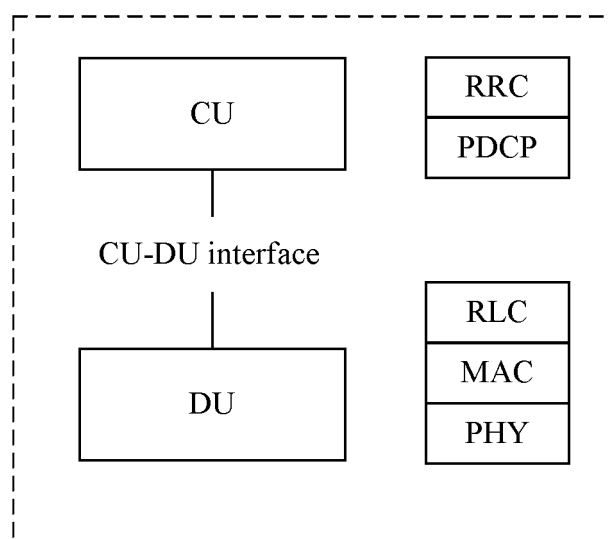 CU
RRC
PDCP
CU-DU interface
RLC
MAC
DU
PHY